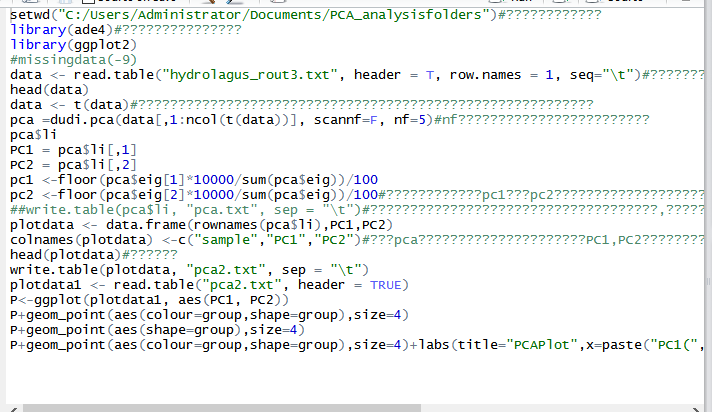 setwd("C:/Users/Administrator/Documents/PCA_analysisfolders")#????????????
library(ade4)#???????????????
library(ggplot2)
#missingdata(-9)
data <- read.table("hydrolagus_rout3.txt", header = T, row.names = 1, seq="\t")#???????
head(data)
data <- t(data)#?????????????????????????????????????????????????????????
pca =dudi.pca(data[,1:ncol(t(data))], scannf=F, nf=5)#nf????????????????????????
pca$li
PC1 = pca$li[,1]
PC2 = pca$li[,2]
pc1 <-floor(pca$eig[1]*10000/sum(pca$eig))/100
pc2 <-floor(pca$eig[2]*10000/sum(pca$eig))/100#????????????pc1???pc2???????????????????
##write.table(pca$li, "pca.txt", sep = "\t")#????????????????????????????????????,?????
plotdata <- data.frame(rownames(pca$li),PC1,PC2)
colnames(plotdata) <-c("sample","PC1","PC2")#???pca?????????????????????PC1,PC2????????
head(plotdata)#??????
write.table(plotdata, "pca2.txt", sep = "\t")
plotdata1 <- read.table("pca2.txt", header = TRUE)
P<-ggplot(plotdata1, aes(PC1, PC2))
P+geom_point(aes(colour=group,shape=group),size=4)
P+geom_point(aes(shape=group),size=4)
P+geom_point(aes(colour=group,shape=group),size=4)+labs(title="PCAPlot",x=paste("PC1(",